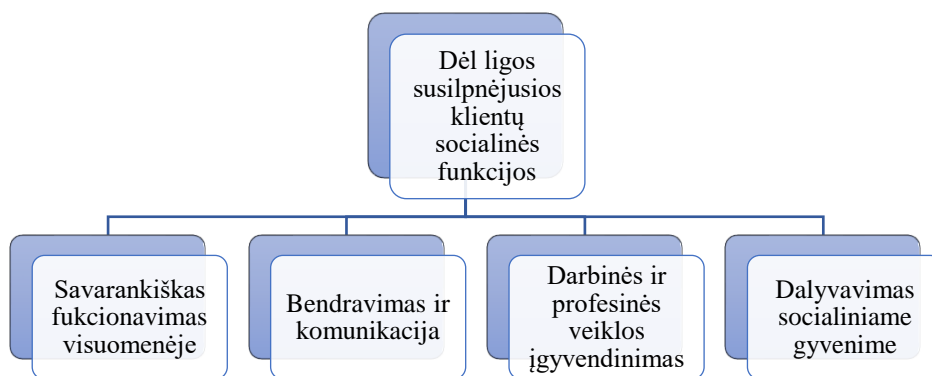 Dėl ligos
susilpnėjusios
klientų
socialinės
funkcijos
Savarankiškas
fukcionavimas
visuomenėje
Bendravimas ir
komunikacija
Darbinės ir
profesinės
veiklos
įgyvendinimas
Dalyvavimas
socialiniame
gyvenime